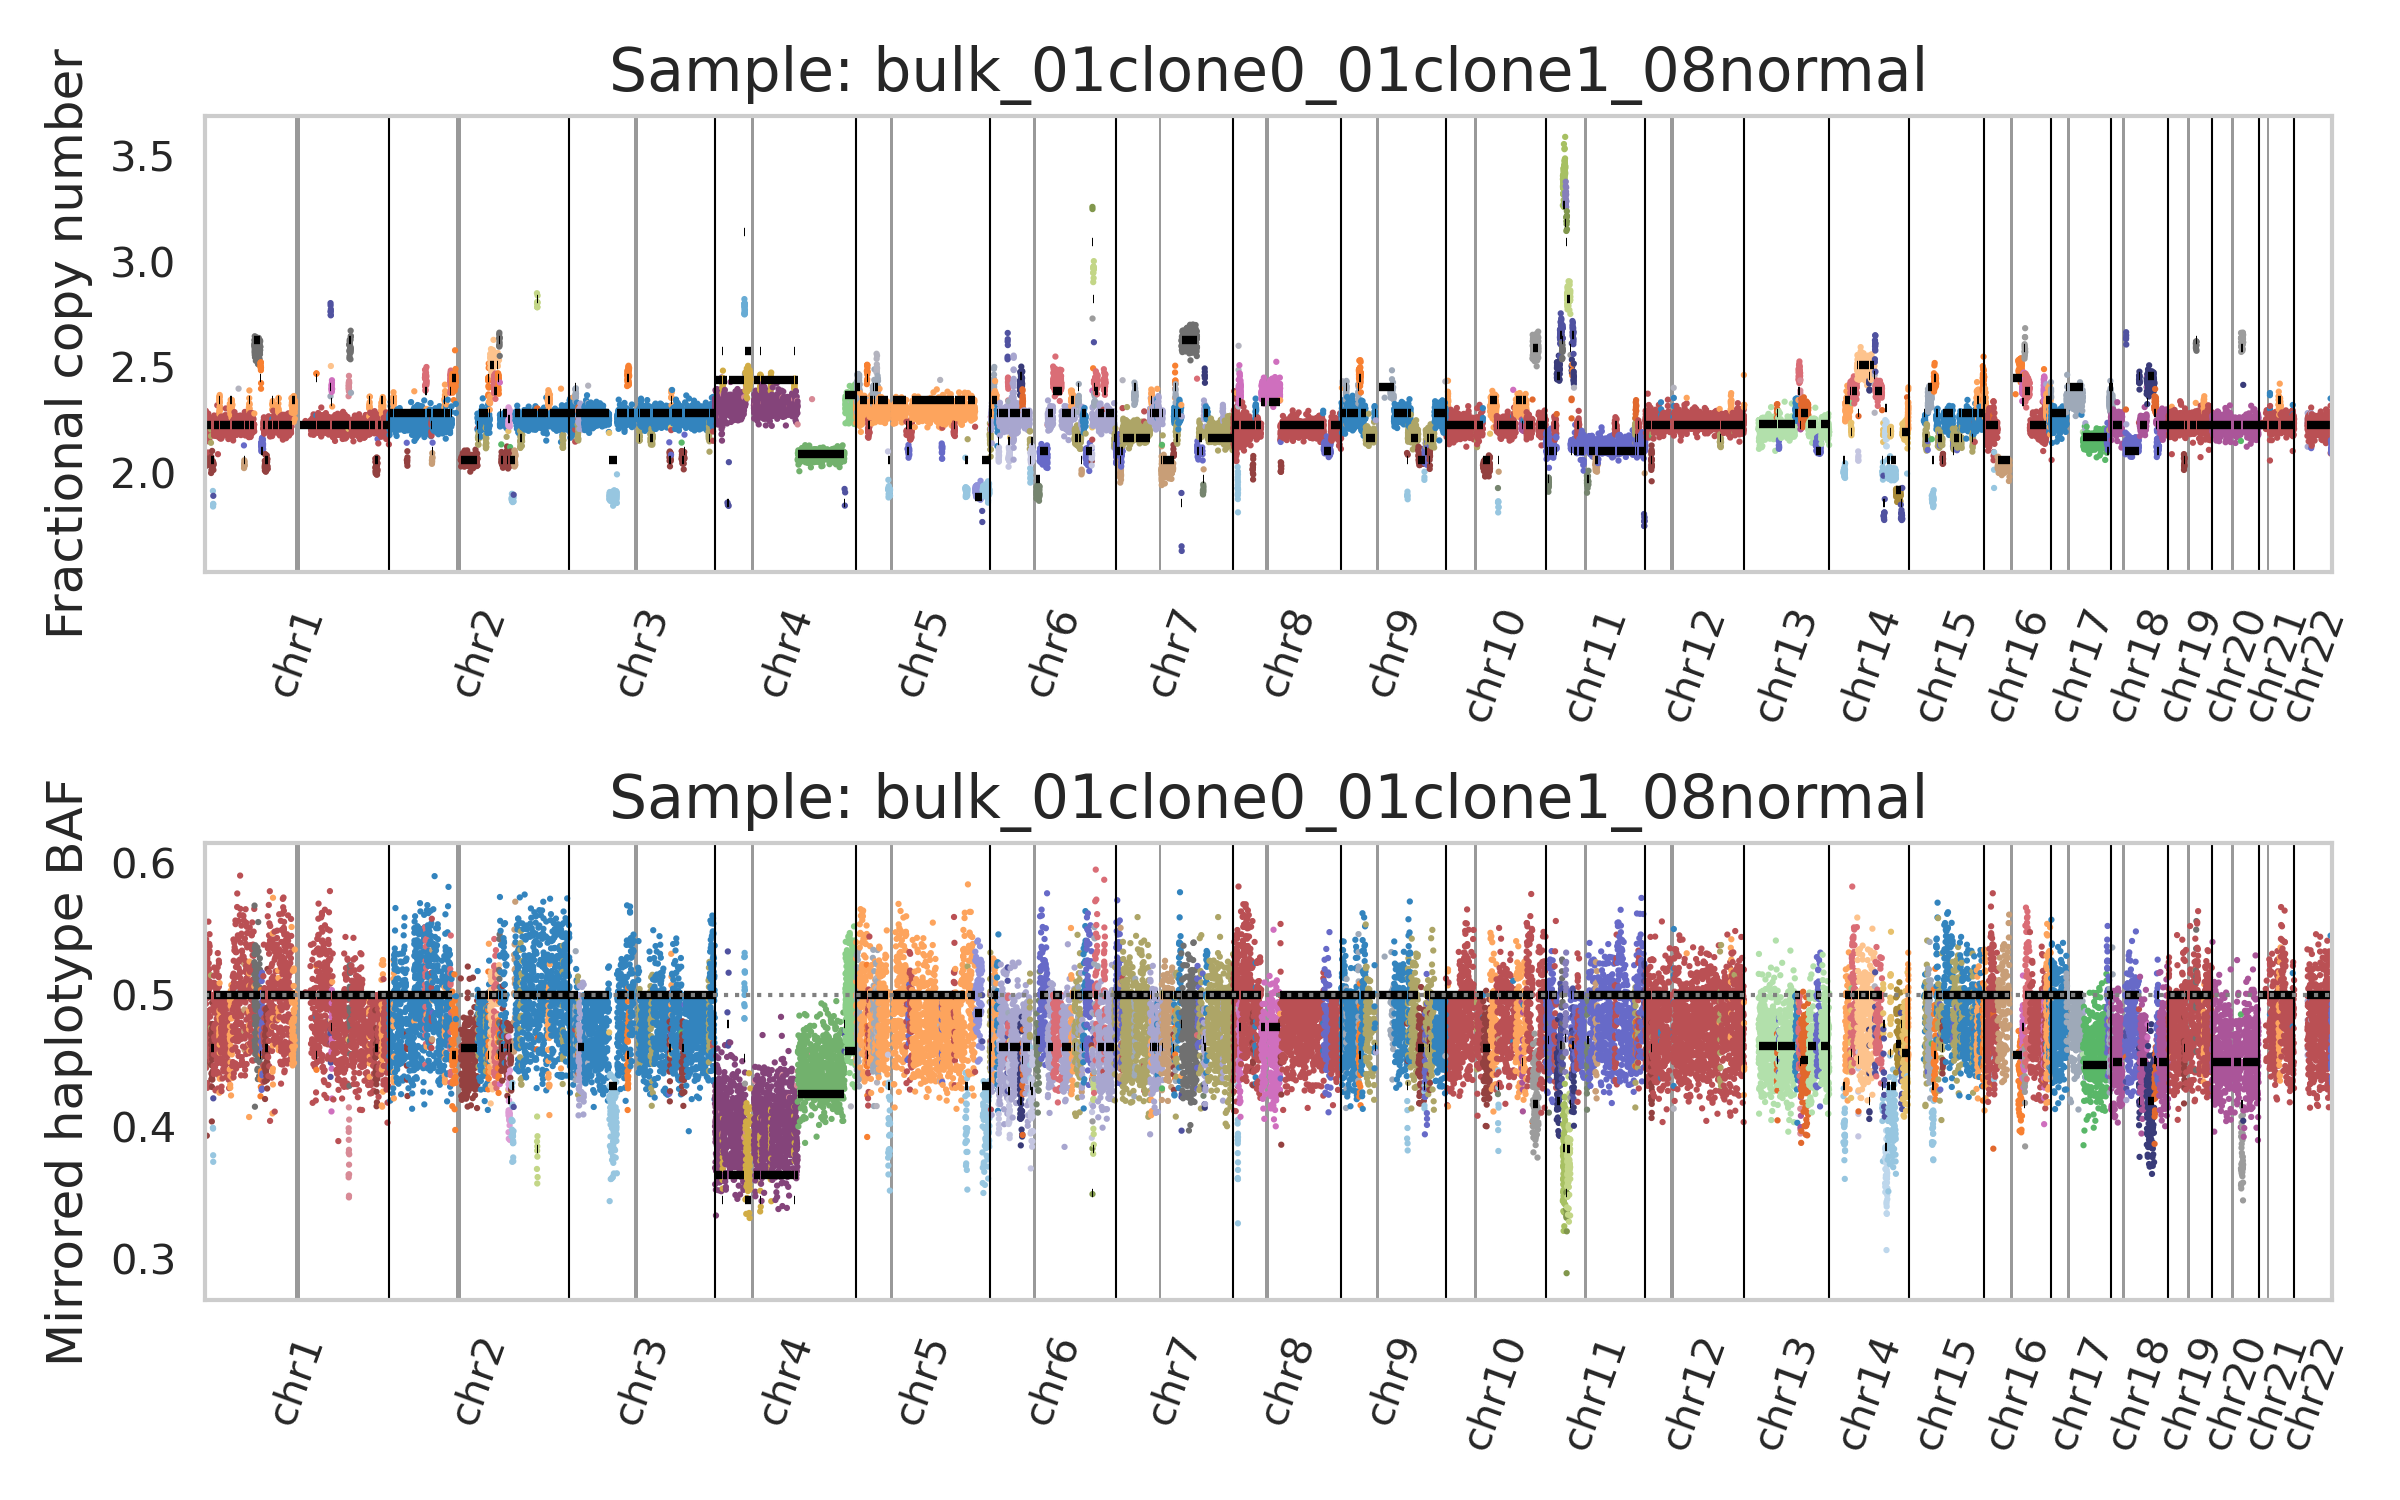 Sample: bulk_01clone0_01clone1_08normal
Fractional copy number
3.5
3.0
2.5
2.0
chr1 chr2 chr3 chr4 chr5 chr6 chr7 chr8 chr9 chr10 chr11 chr12 chr13 chr14 chr15 chr16 chr17 chr18 chr19 chr20 chr21 chr22
Sample: bulk_01clone0_01clone1_08normal
Mirrored haplotype BAF
0.6
0.5
0.4
0.3
chr1 chr2 chr3 chr4 chr5 chr6 chr7 chr8 chr9 chr10 chr11 chr12 chr13 chr14 chr15 chr16 chr17 chr18 chr19 chr20 chr21 chr22